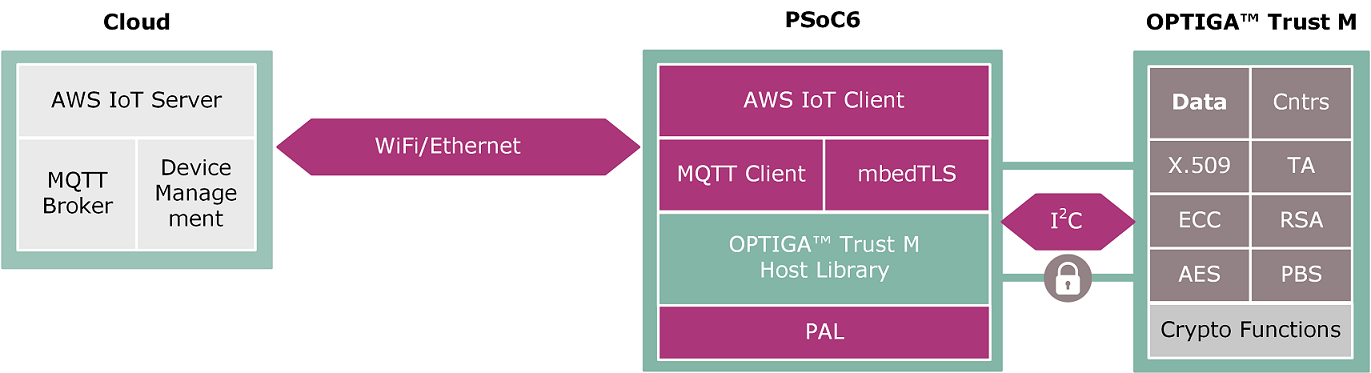 Cloud
AWS IoT Server
MQTT
Broker
Device
Manage
ment
WiFi/Ethernet
PSoC6
AWS IoT Client
MQTT Client
mbedTLS
OPTIGA™ Trust M
Host Library
PAL
I²C
OPTIGA™ Trust M
Data
Cntrs
X.509
TA
ECC
RSA
AES
PBS
Crypto Functions